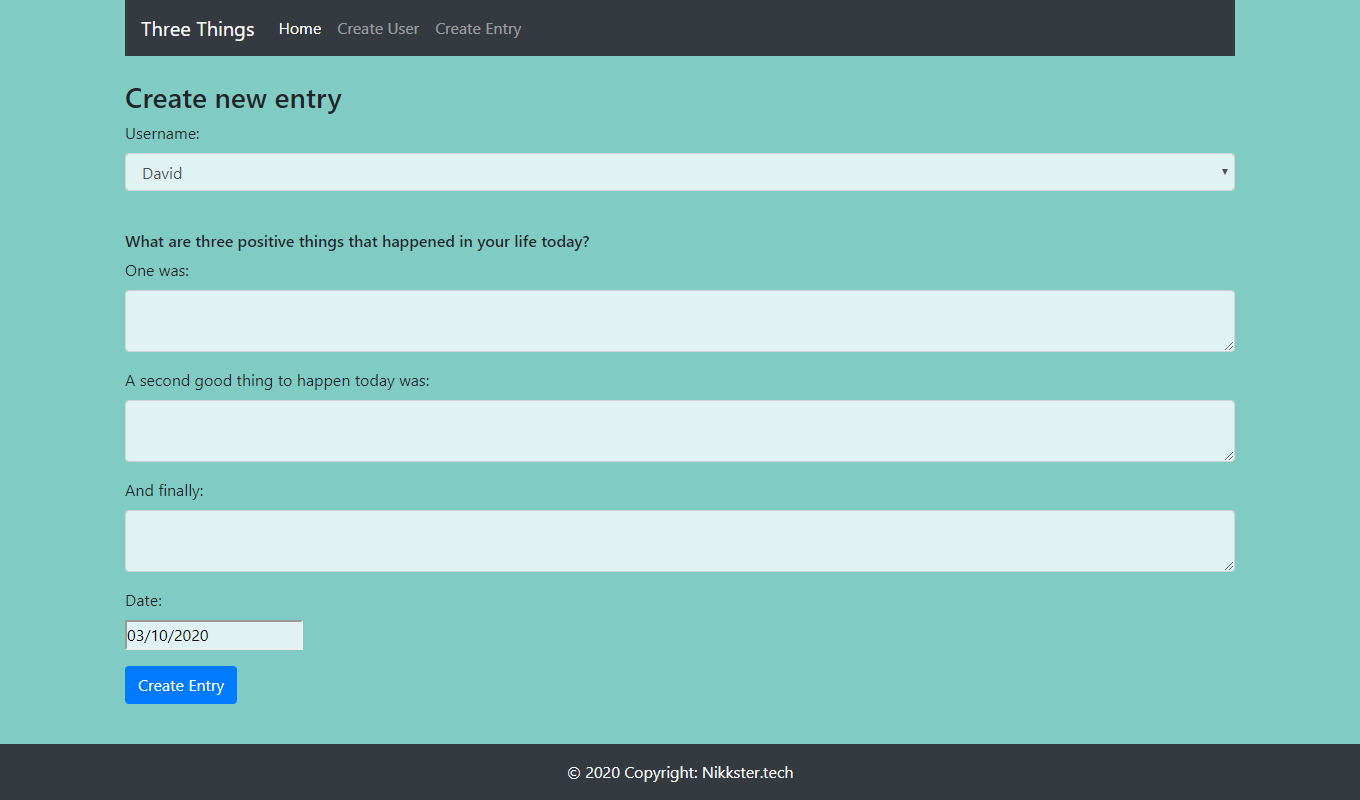 Three Things Home Create User Create Entry
Create new entry
Username:
David
What are three positive things that happened in your life today?
One was:
A second good thing to happen today was:
And finally:
Date:
03/10/2020
Create Entry
© 2020 Copyright: Nikkster.tech